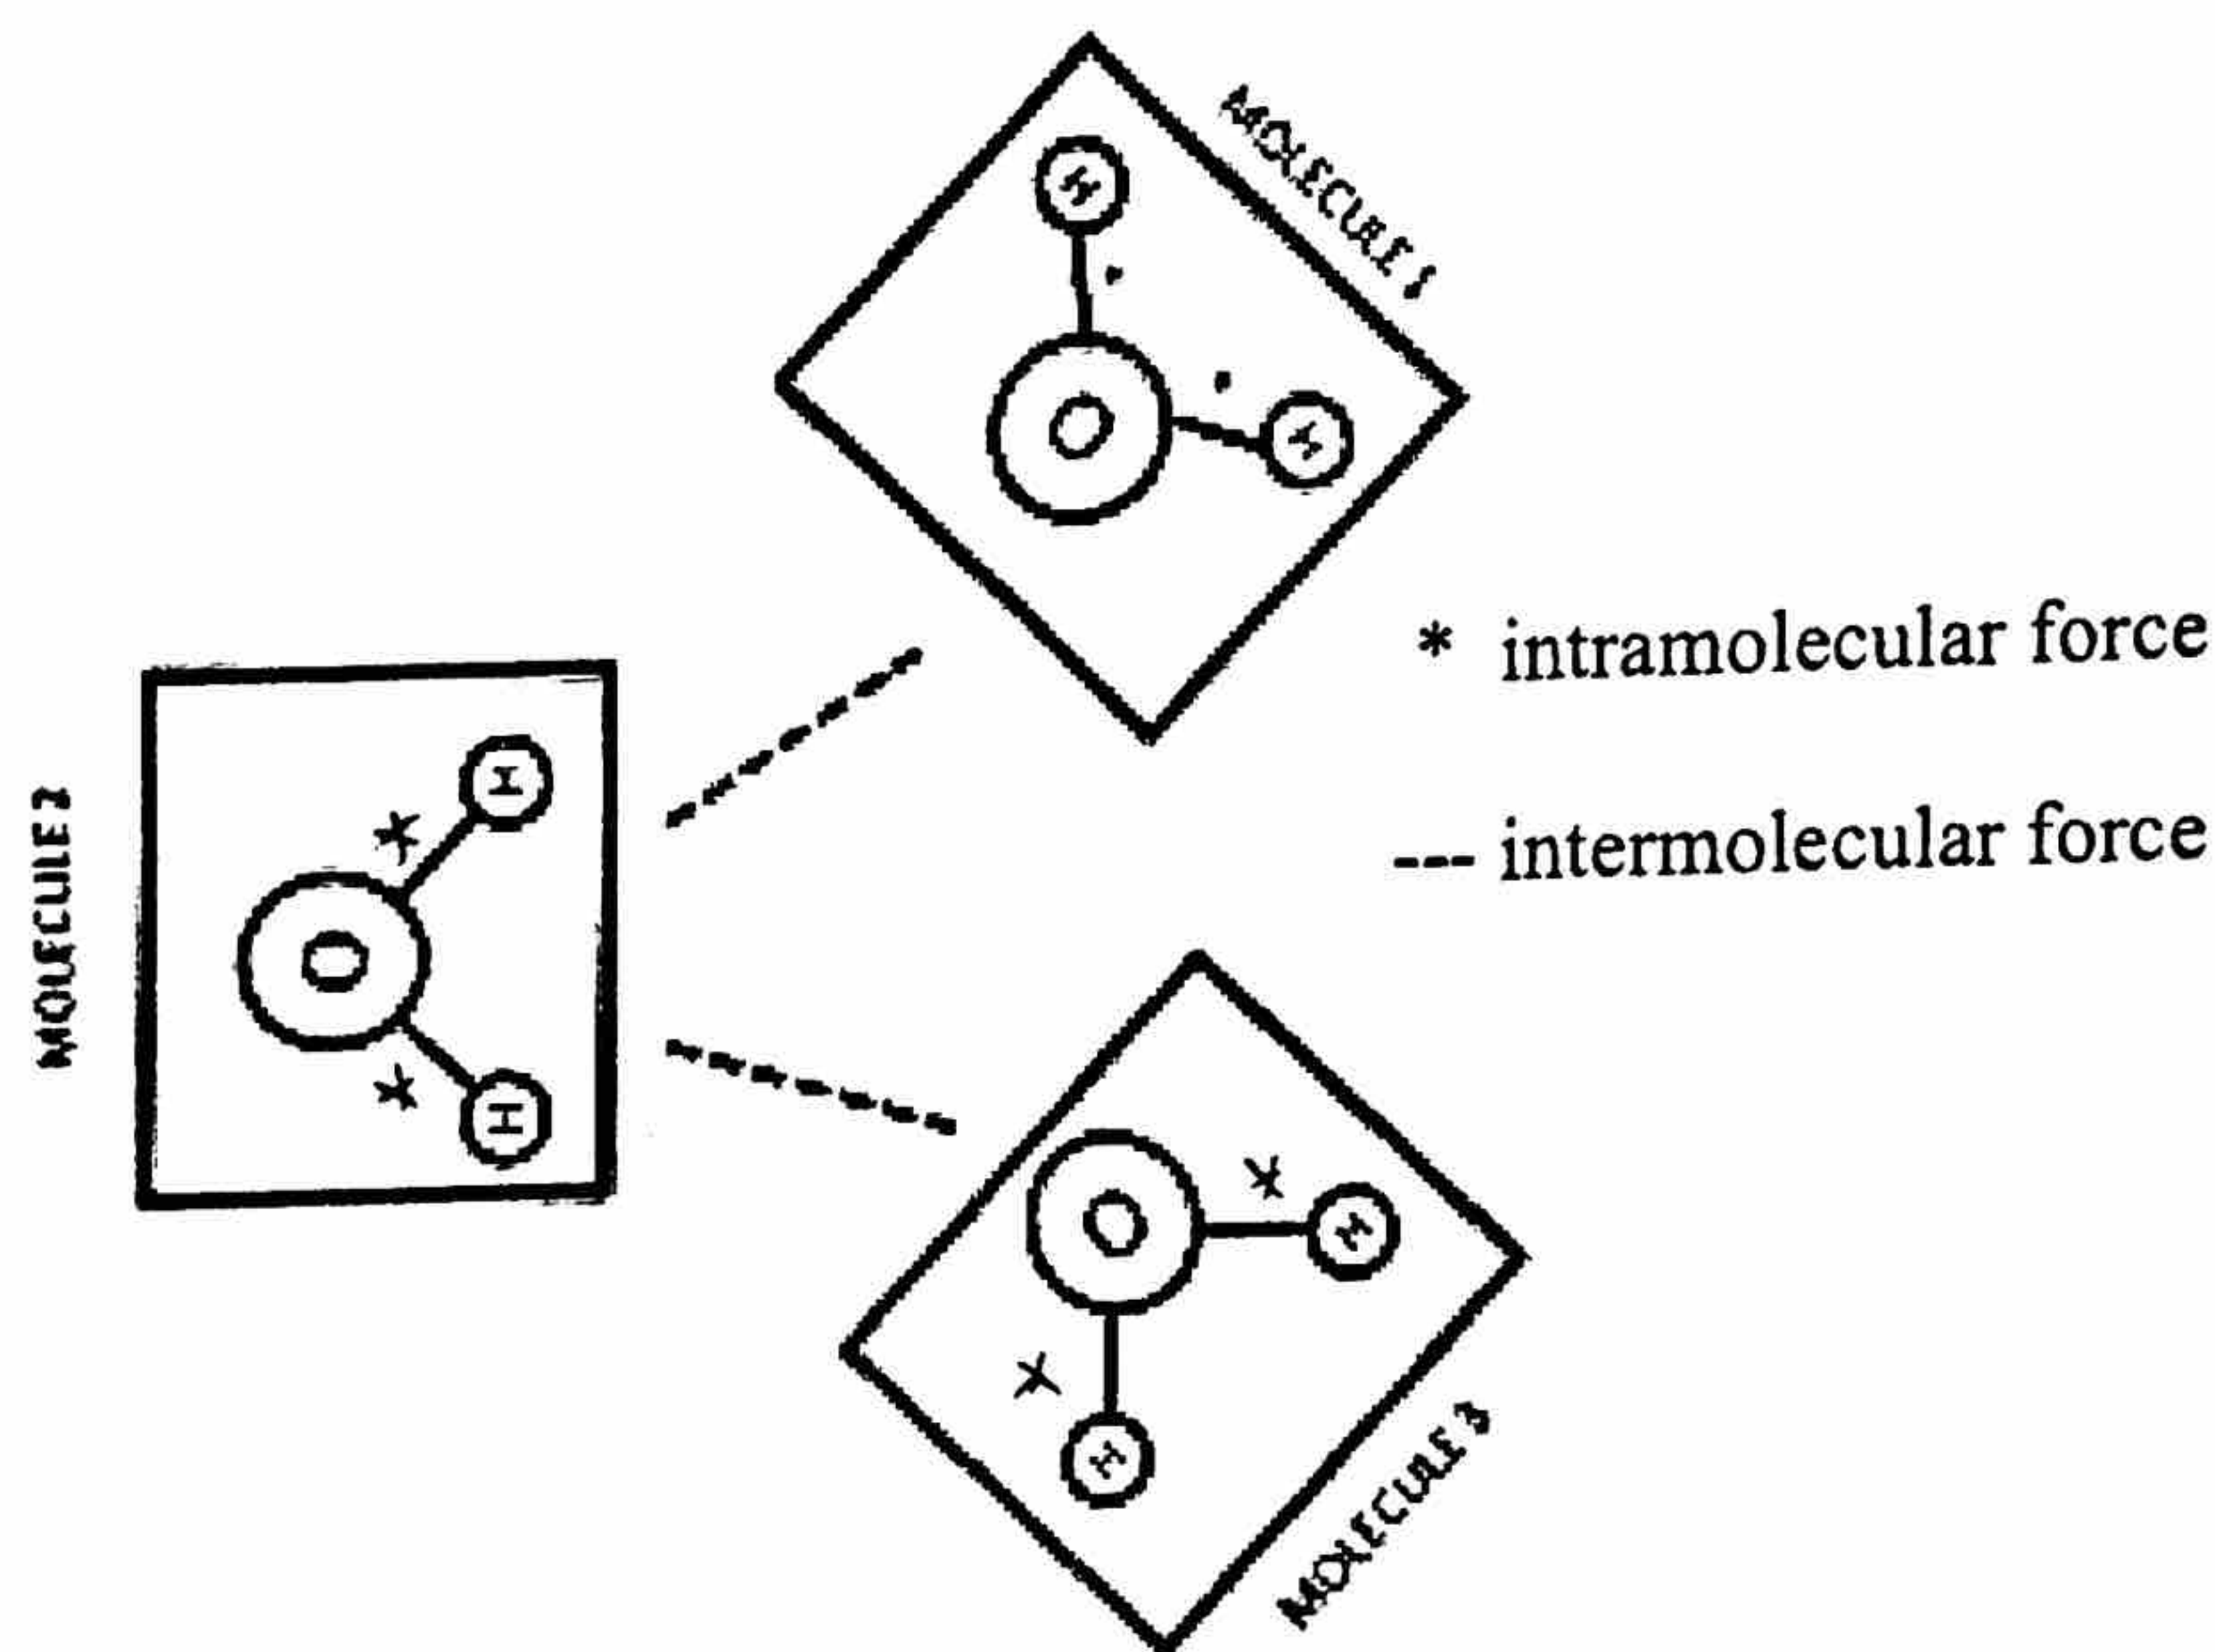 MOLECULE 1
H
O
H
* intramolecular force
MOLECULE 2
H
*
O
*
H
--- intermolecular force
O
*
H
*
H
MOLECULE 3